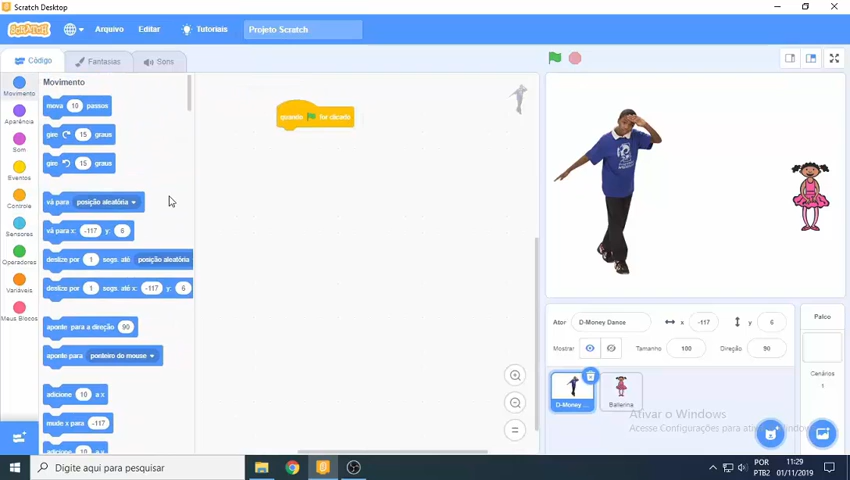 Scratch Desktop
SCRATCH
Arquivo
Editar
Tutoriais
Projeto Scratch
Código
Fantasias
Sons
Movimento
Aparência
Som
Eventos
Controle
Sensores
Operadores
Variáveis
Meus Blocos
Movimento
mova 10 passos
gire 15 graus
gire 15 graus
vá para posição aleatória
vá para x: -117 y: 6
deslize por 1 segs. até posição aleatória
deslize por 1 segs. até x: -117 y: 6
aponte para a direção 90
aponte para ponteiro do mouse
adicione 10 a x
mude x para -117
adicione 10 a y
quando for clicado
Ator D-Money Dance x -117 y 6
Mostrar Tamanho 100 Direção 90
D-Money ...
Ballerina
Palco
Cenários
1
Ativar o Windows
Acesse Configurações para ativar o Windows.
Digite aqui para pesquisar
POR
PTB2
11:29
01/11/2019